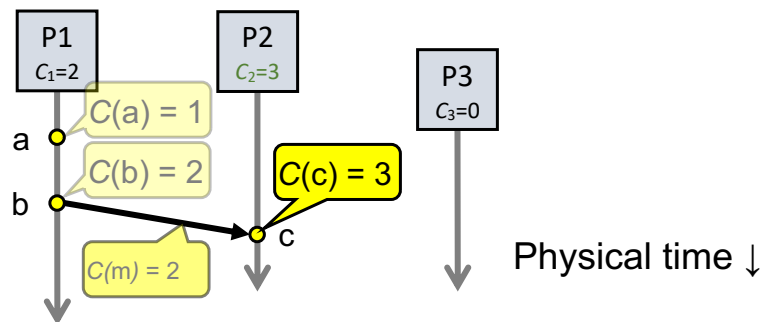 P1
C₁=2
P2
C₂=3
P3
C₃=0
C(a) = 1
a
C(b) = 2
b
C(c) = 3
c
C(m) = 2
Physical time ↓